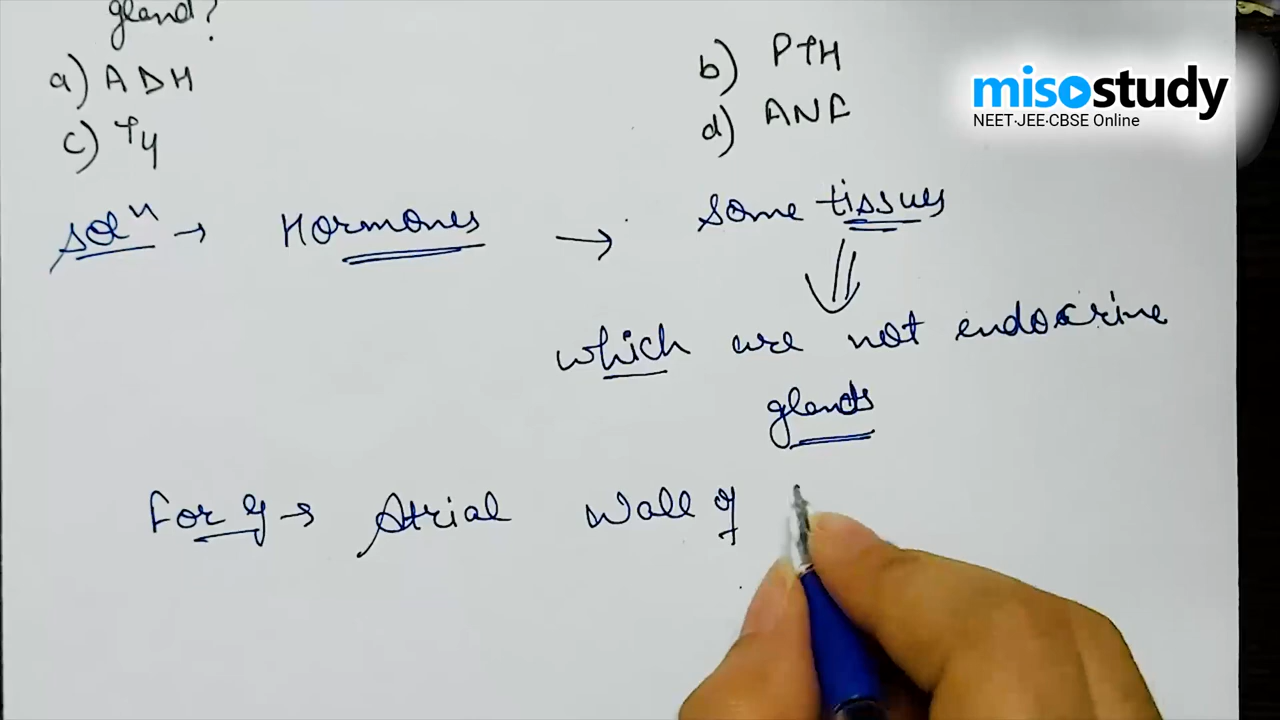 gland?
a) ADH
b) PTH
c) T4
d) ANF
misostudy
NEET·JEE·CBSE Online
Solⁿ → Hormones → Some tissues
which are not endocrine
glands
For eg → Atrial Wall of